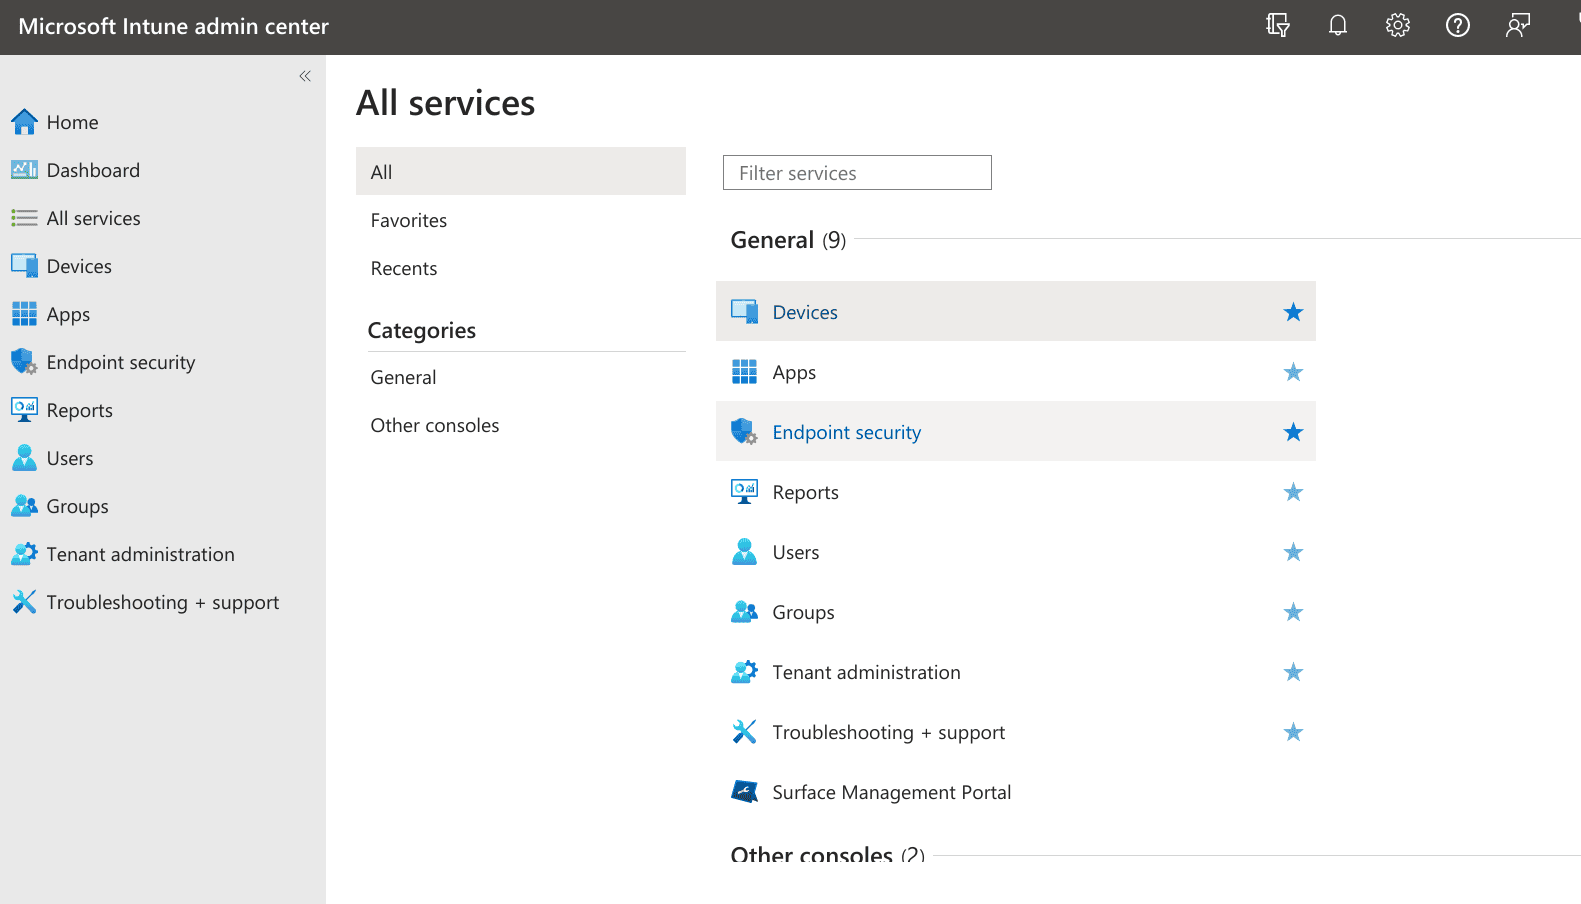 Microsoft Intune admin center
Home
Dashboard
All services
Devices
Apps
Endpoint security
Reports
Users
Groups
Tenant administration
Troubleshooting + support
All services
All
Favorites
Recents
Categories
General
Other consoles
Filter services
General (9)
Devices
Apps
Endpoint security
Reports
Users
Groups
Tenant administration
Troubleshooting + support
Surface Management Portal
Other consoles (2)